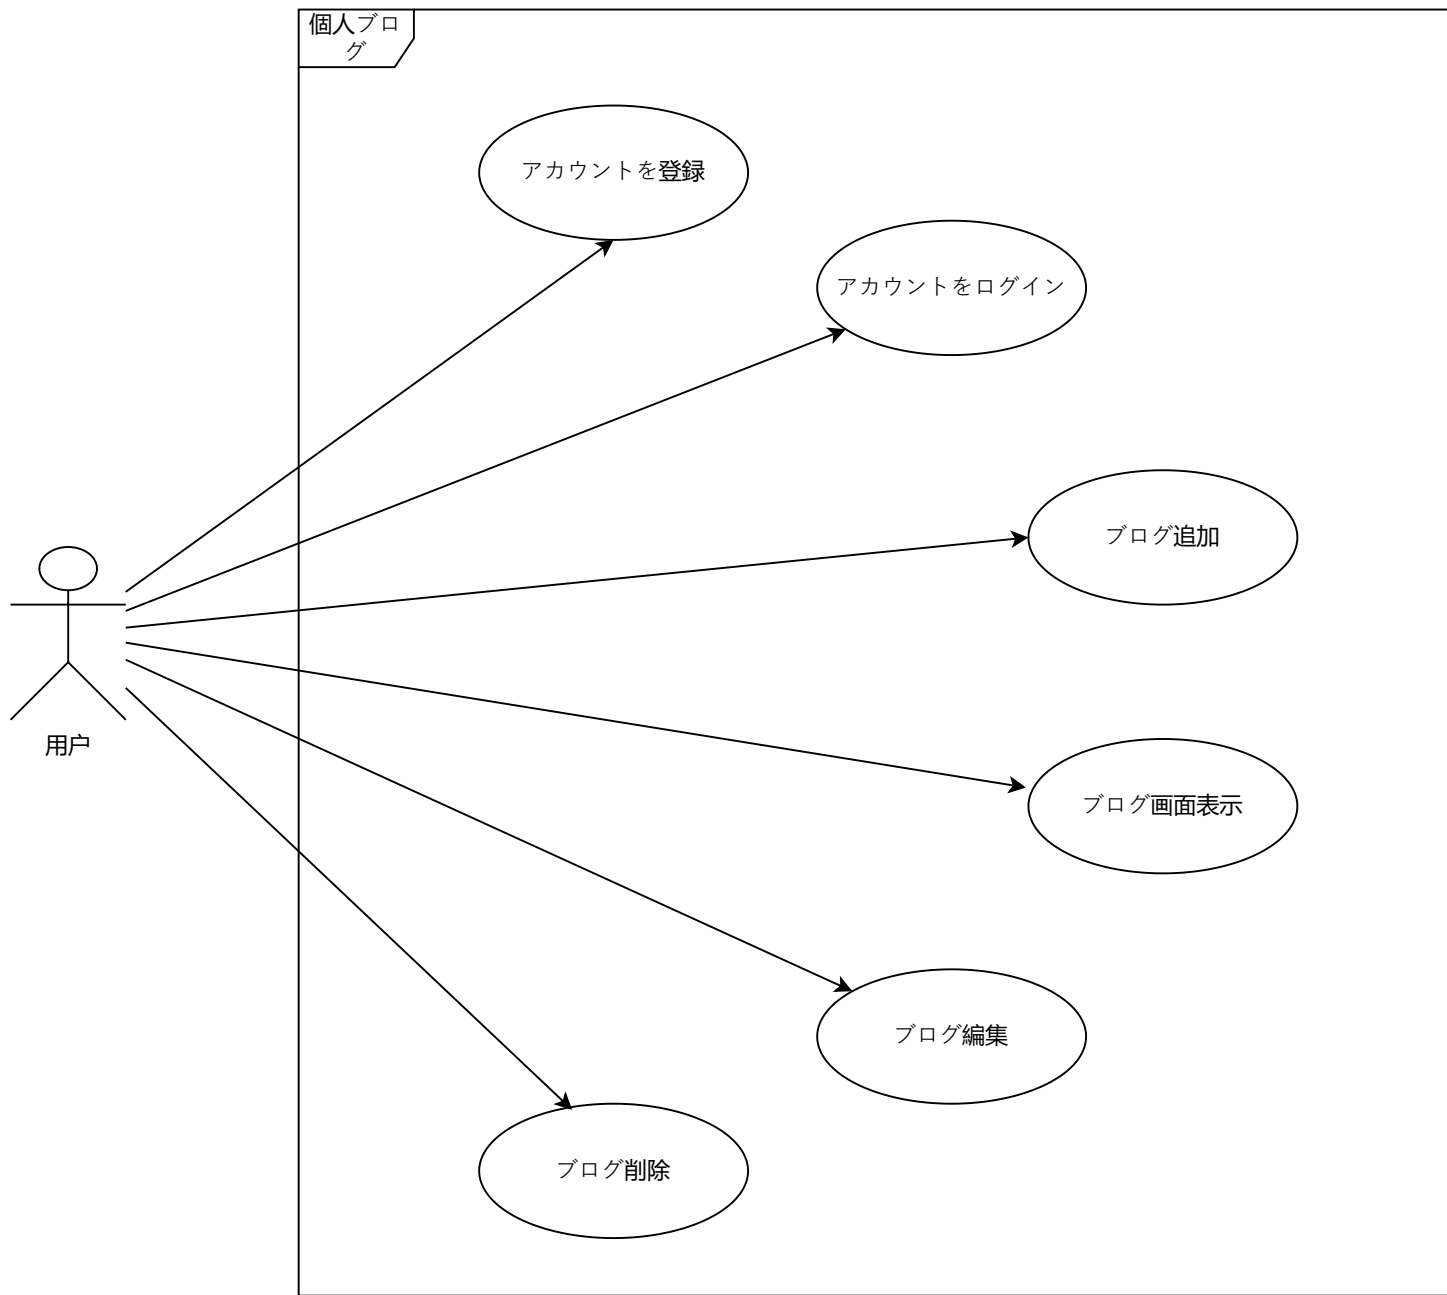 個人ブロ
グ
アカウントを登録
アカウントをログイン
ブログ追加
用户
ブログ画面表示
ブログ編集
ブログ削除